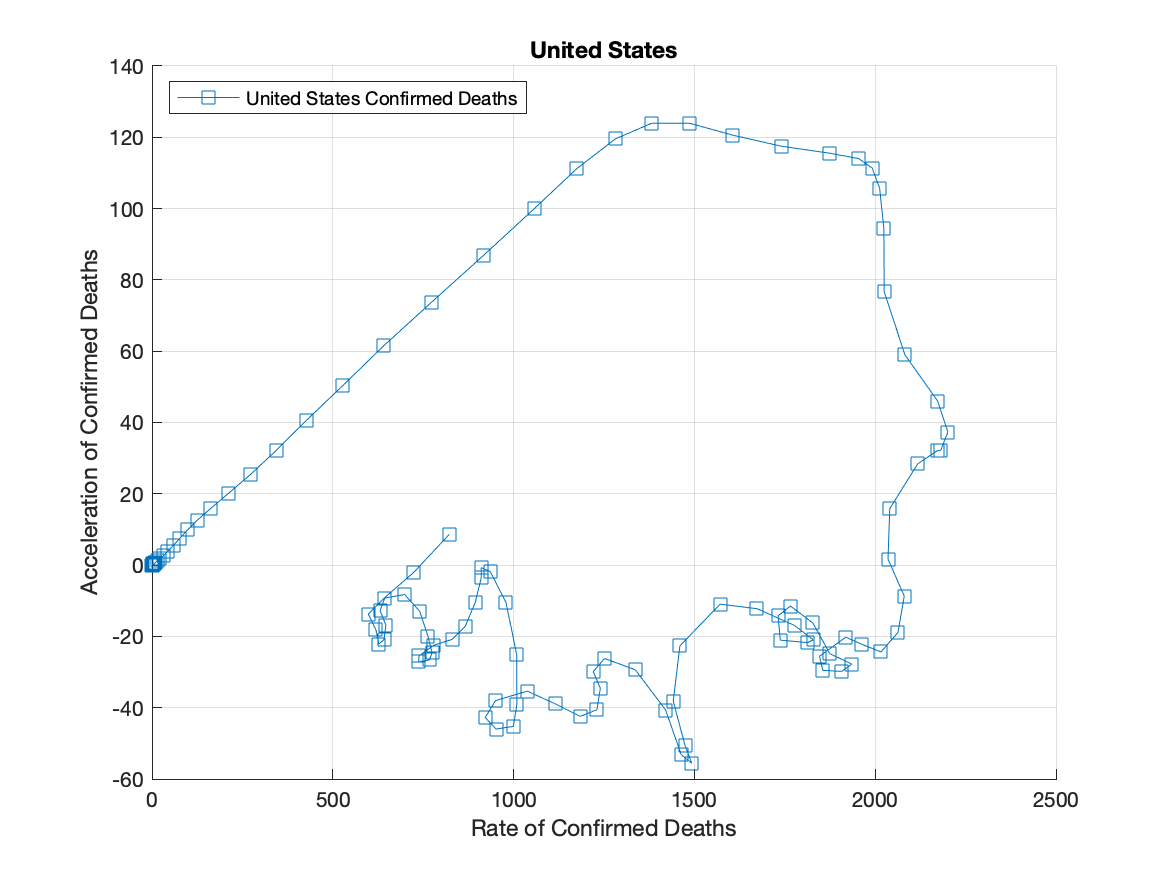 United States
United States Confirmed Deaths
140
120
100
80
60
40
20
0
-20
-40
-60
Acceleration of Confirmed Deaths
0 500 1000 1500 2000 2500
Rate of Confirmed Deaths